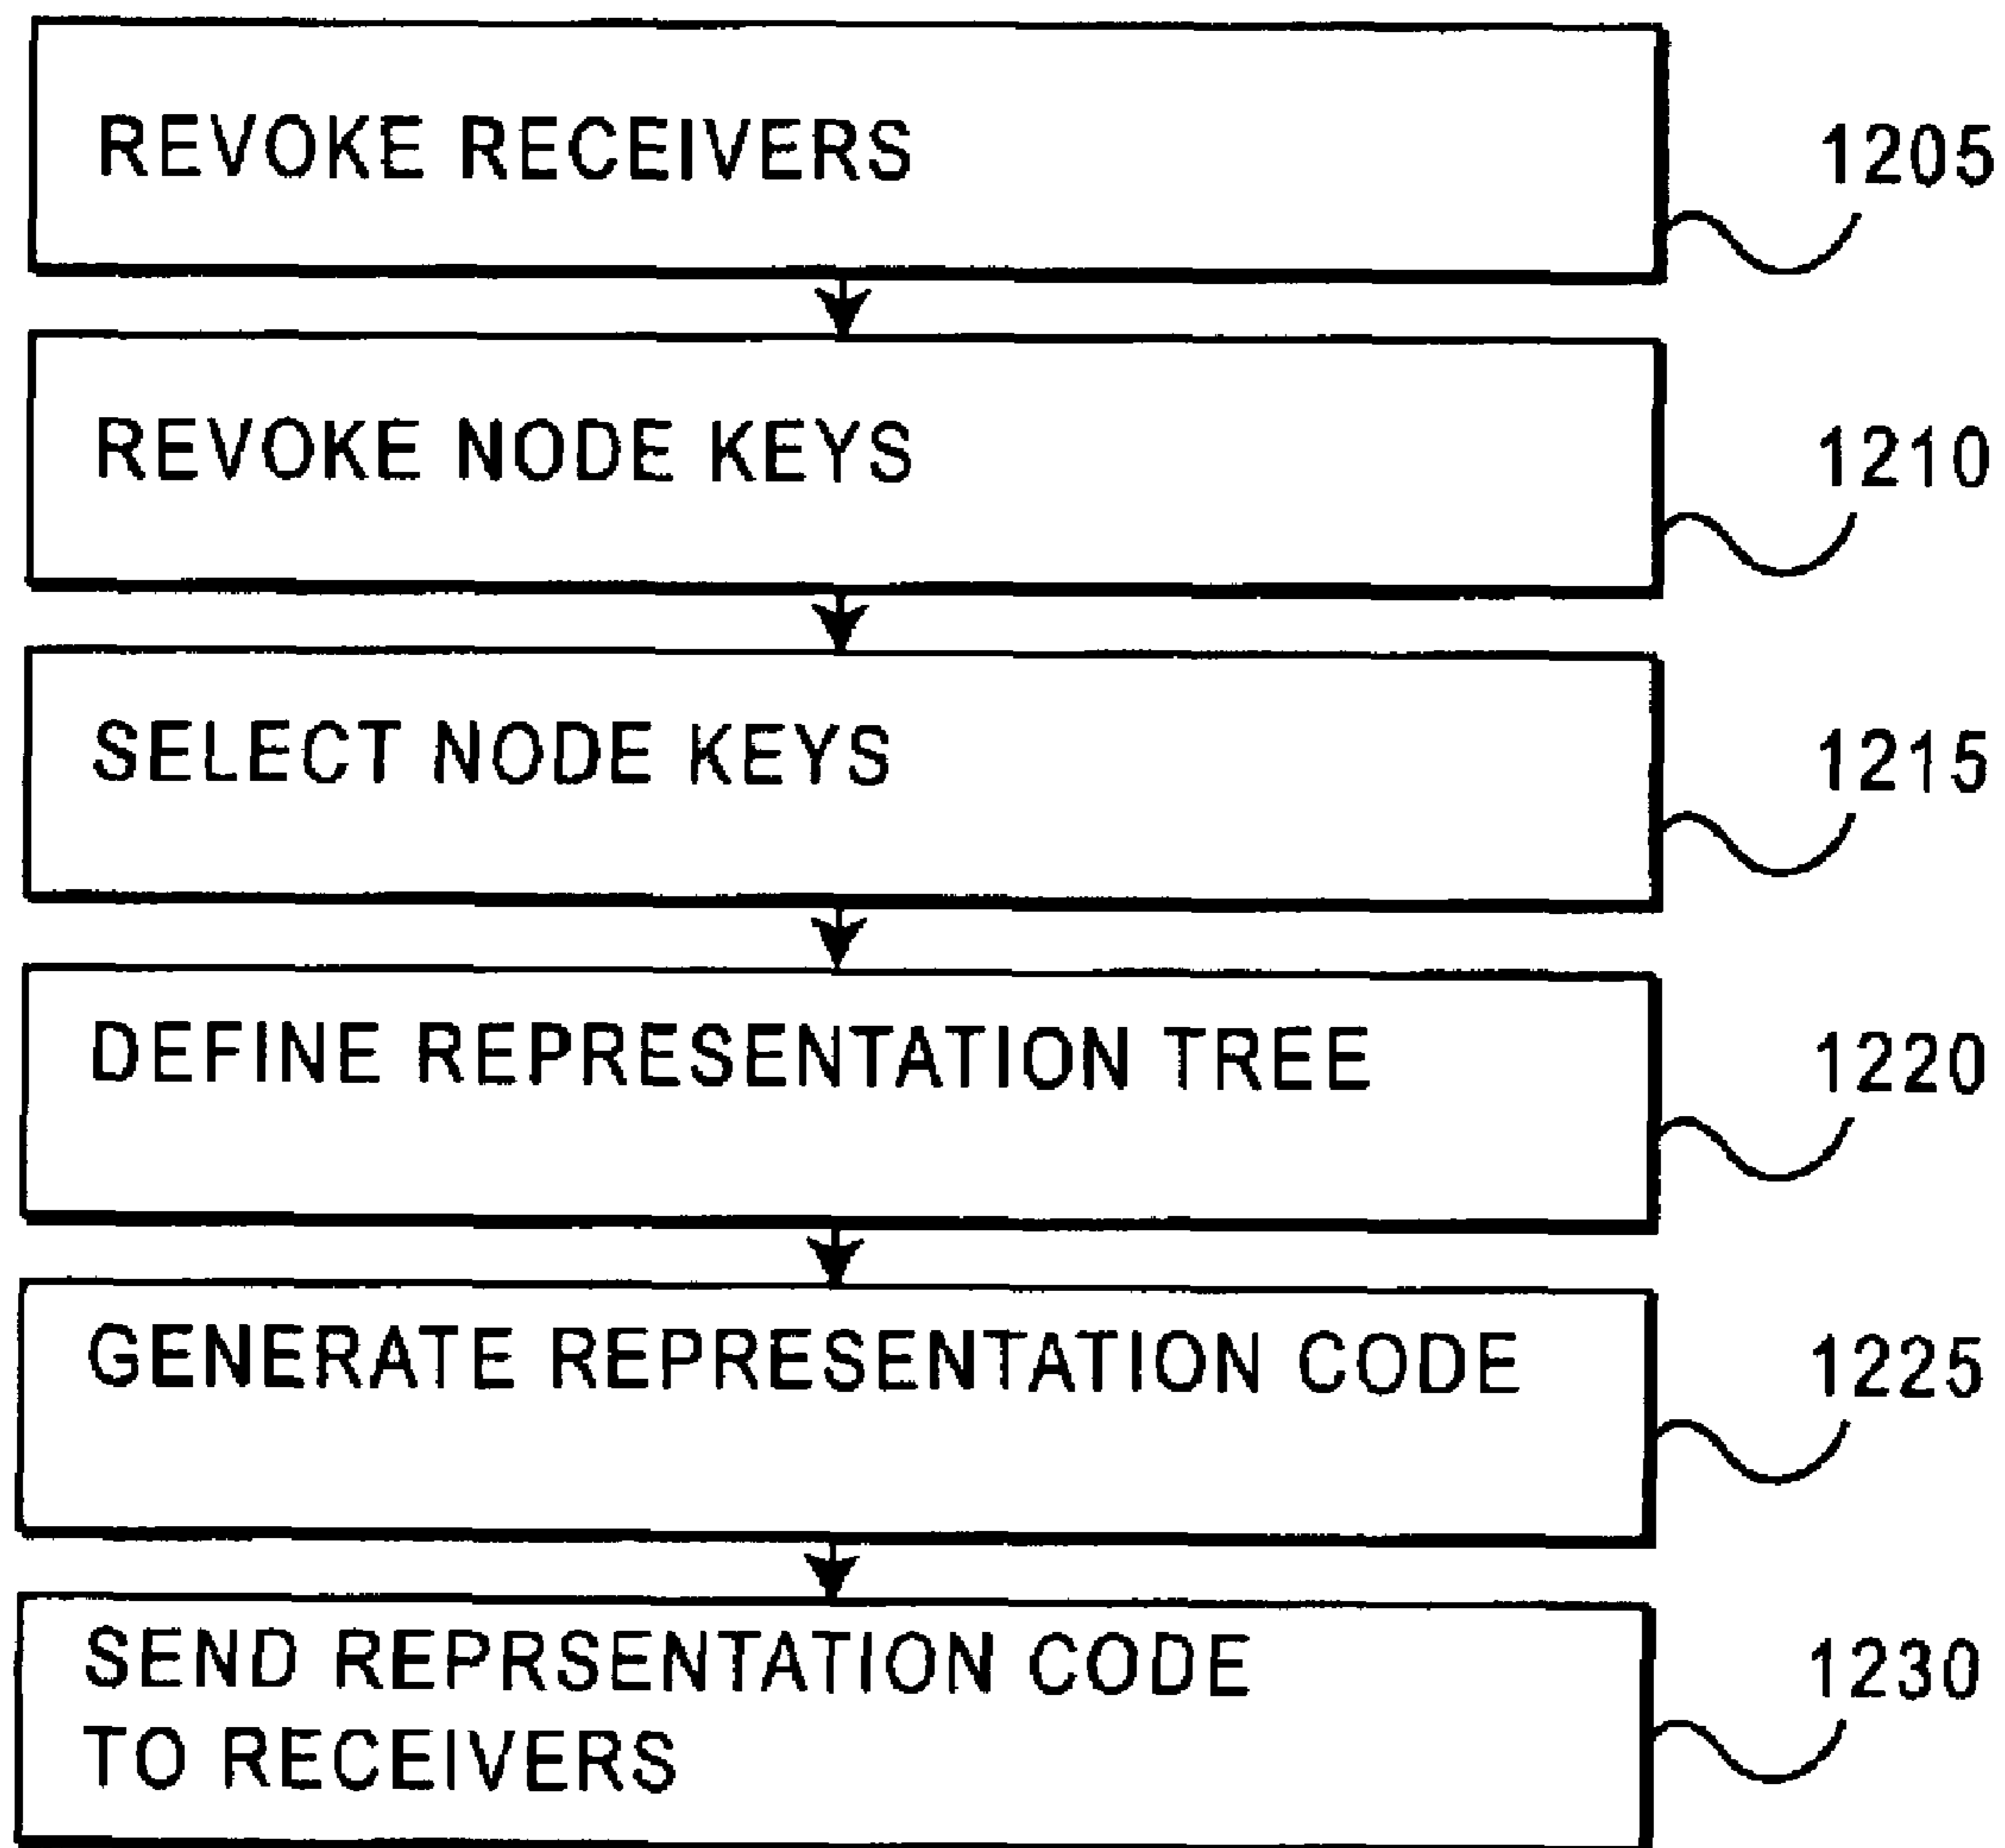 REVOKE RECEIVERS
1205
REVOKE NODE KEYS
1210
SELECT NODE KEYS
1215
DEFINE REPRESENTATION TREE
1220
GENERATE REPRESENTATION CODE
1225
SEND REPRSENTATION CODE
TO RECEIVERS
1230